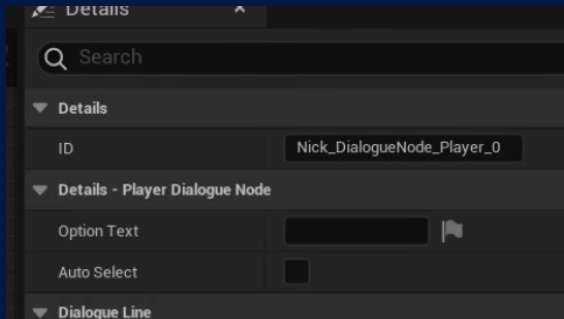 Details
Search
Details
ID Nick_DialogueNode_Player_0
Details - Player Dialogue Node
Option Text
Auto Select
Dialogue Line